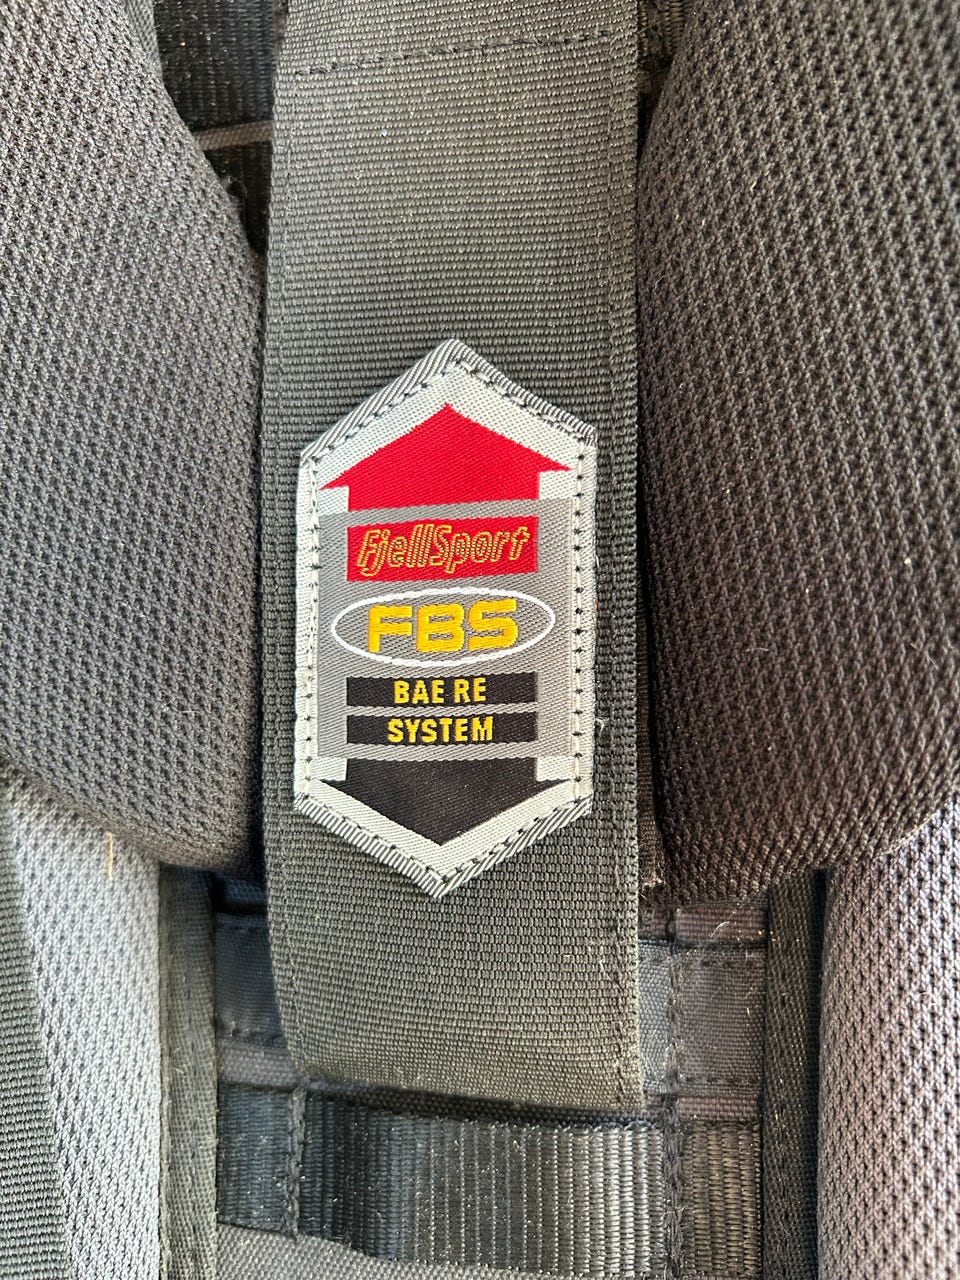 FjellSport
FBS
BAE RE
SYSTEM